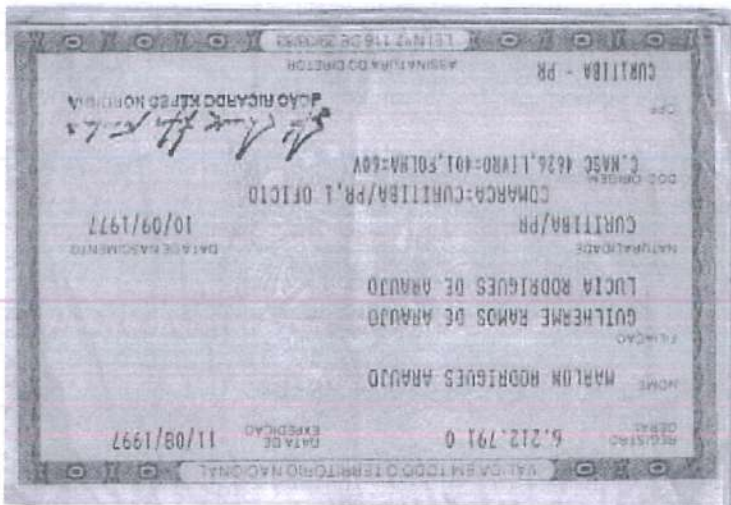 VÁLIDA EM TODO O TERRITÓRIO NACIONAL
REGISTRO GERAL 6.212.791 0 DATA DE EXPEDIÇÃO 11/08/1997
NOME MARLON RODRIGUES ARAUJO
FILIAÇÃO
GUILHERME RAMOS DE ARAUJO
LUCIA RODRIGUES DE ARAUJO
NATURALIDADE DATA DE NASCIMENTO
CURITIBA/PR 10/09/1977
COMARCA=CURITIBA/PR,1 OFICIO
DOC ORIGEM
C.NASC 4626,LIVRO=401,FOLHA=60V
CPF
JOÃO RICARDO
CURITIBA - PR
ASSINATURA DO DIRETOR
LEI Nº 7.116 DE 29/08/83